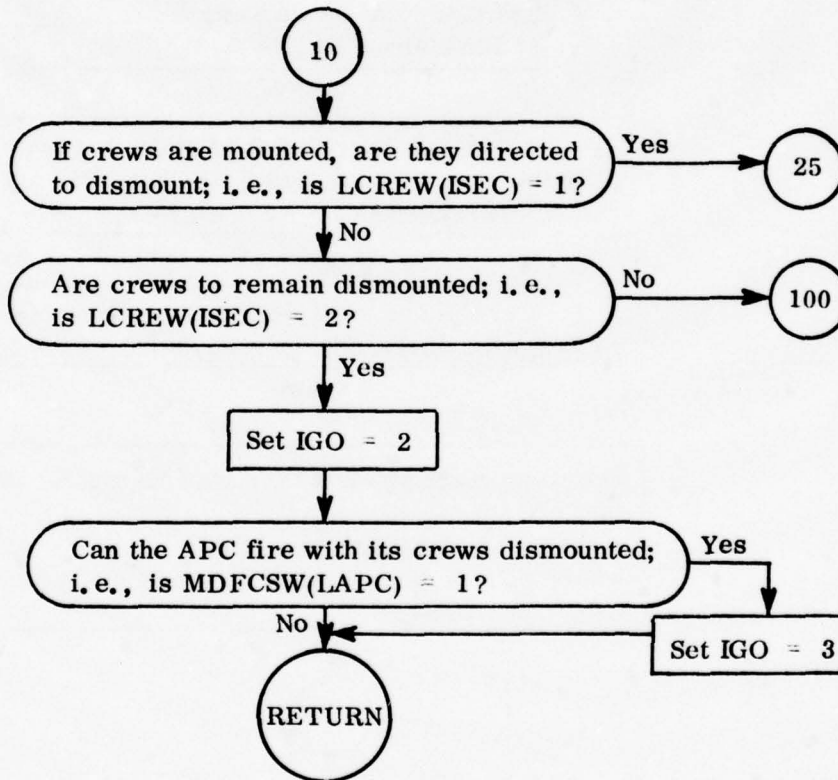 10
If crews are mounted, are they directed
to dismount; i.e., is LCREW(ISEC) = 1?
Yes
25
No
Are crews to remain dismounted; i.e.,
is LCREW(ISEC) = 2?
No
100
Yes
Set IGO = 2
Can the APC fire with its crews dismounted;
i.e., is MDFCSW(LAPC) = 1?
Yes
No
Set IGO = 3
RETURN